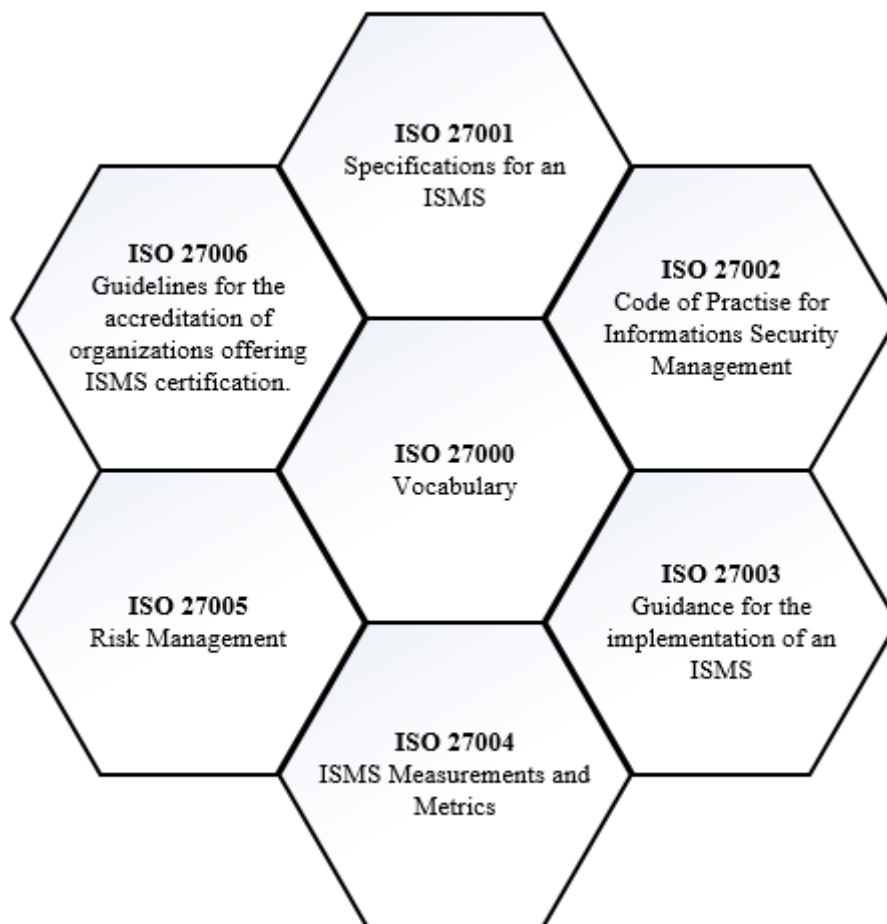 ISO 27001
Specifications for an
ISMS
ISO 27006
Guidelines for the
accreditation of
organizations offering
ISMS certification.
ISO 27002
Code of Practise for
Informations Security
Management
ISO 27000
Vocabulary
ISO 27005
Risk Management
ISO 27003
Guidance for the
implementation of an
ISMS
ISO 27004
ISMS Measurements and
Metrics